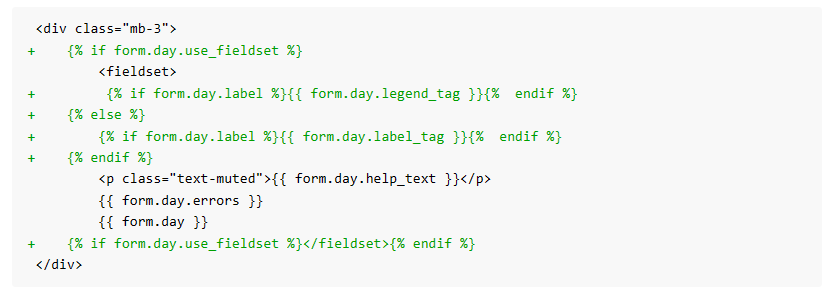 <div class="mb-3">
+    {% if form.day.use_fieldset %}
         <fieldset>
+         {% if form.day.label %}{{ form.day.legend_tag }}{%  endif %}
+    {% else %}
+        {% if form.day.label %}{{ form.day.label_tag }}{%  endif %}
+    {% endif %}
         <p class="text-muted">{{ form.day.help_text }}</p>
         {{ form.day.errors }}
         {{ form.day }}
+    {% if form.day.use_fieldset %}</fieldset>{% endif %}
 </div>